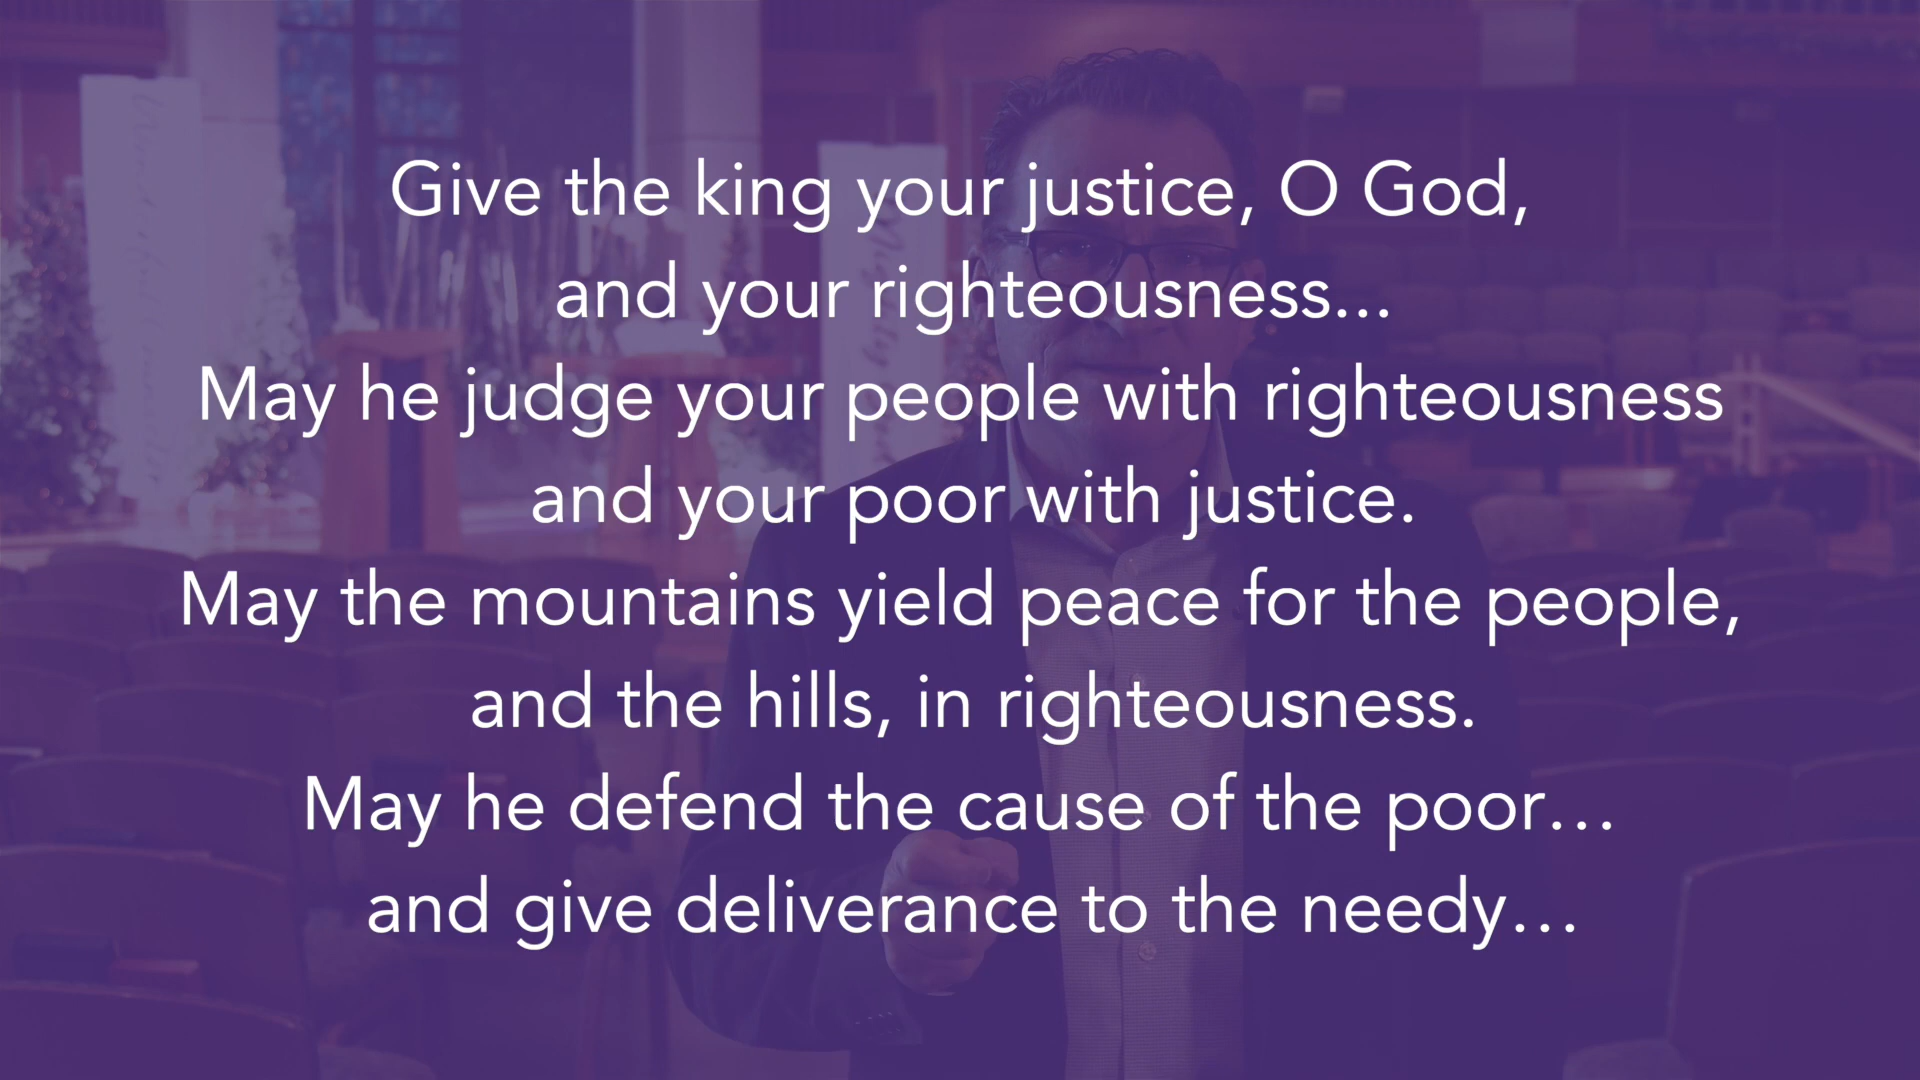 Give the king your justice, O God,
and your righteousness...
May he judge your people with righteousness
and your poor with justice.
May the mountains yield peace for the people,
and the hills, in righteousness.
May he defend the cause of the poor…
and give deliverance to the needy…